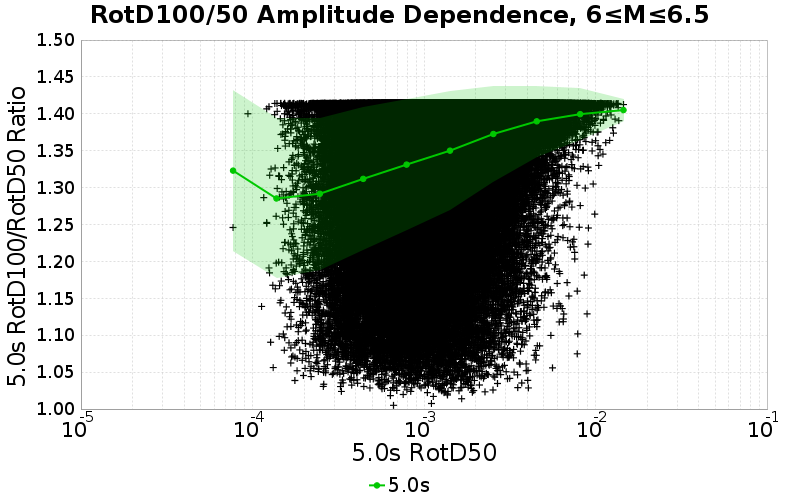 RotD100/50 Amplitude Dependence, 6≤M≤6.5
5.0s RotD100/RotD50 Ratio
1.50
1.45
1.40
1.35
1.30
1.25
1.20
1.15
1.10
1.05
1.00
10^-5 10^-4 10^-3 10^-2 10^-1
5.0s RotD50
5.0s